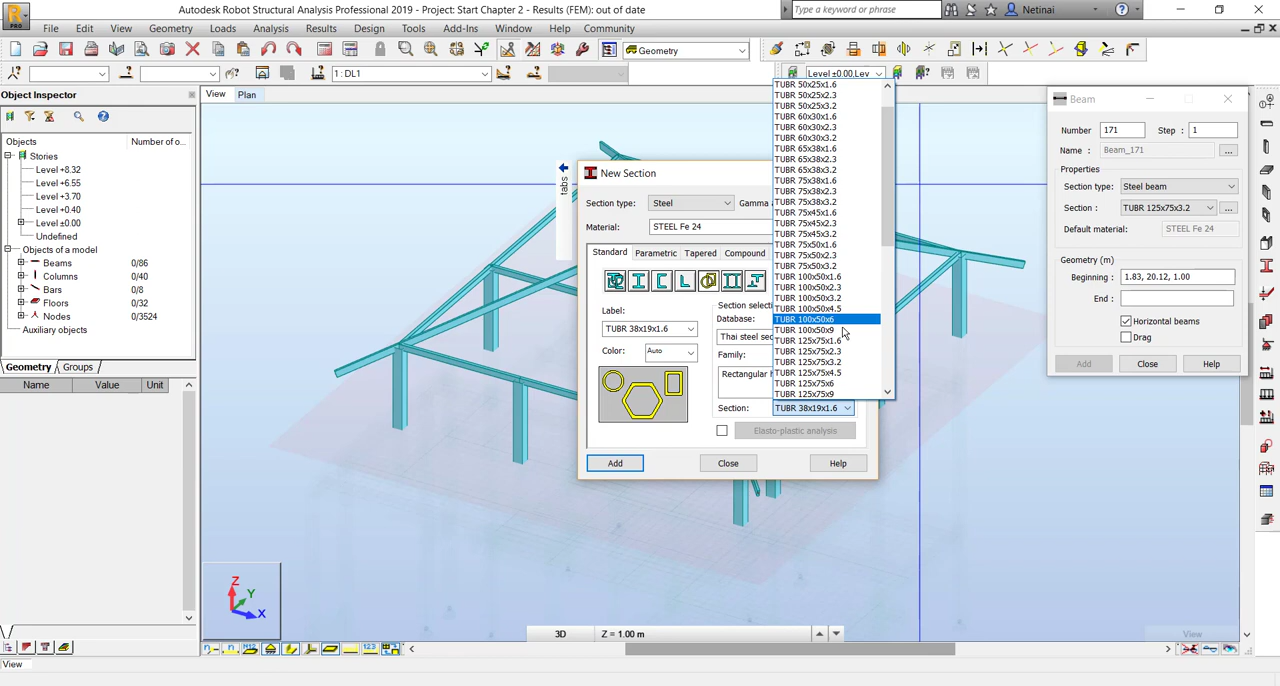 Autodesk Robot Structural Analysis Professional 2019 - Project: Start Chapter 2 - Results (FEM): out of date
Type a keyword or phrase
Netinai
PRO
File Edit View Geometry Loads Analysis Results Design Tools Add-Ins Window Help Community
Geometry
1: DL1
Level ±0.00,Lev
Object Inspector
View Plan
Objects Number of o...
Stories
Level +8.32
Level +6.55
Level +3.70
Level +0.40
Level ±0.00
Undefined
Objects of a model
Beams 0/86
Columns 0/40
Bars 0/8
Floors 0/32
Nodes 0/3524
Auxiliary objects
Geometry Groups
Name Value Unit
tabs
New Section
Section type: Steel Gamma a
Material: STEEL Fe 24
Standard Parametric Tapered Compound
Label:
TUBR 38x19x1.6
Color: Auto
Section selecti
Database:
Thai steel sec
Family:
Rectangular h
Section: TUBR 38x19x1.6
Elasto-plastic analysis
Add Close Help
TUBR 50x25x1.6
TUBR 50x25x2.3
TUBR 50x25x3.2
TUBR 60x30x1.6
TUBR 60x30x2.3
TUBR 60x30x3.2
TUBR 65x38x1.6
TUBR 65x38x2.3
TUBR 65x38x3.2
TUBR 75x38x1.6
TUBR 75x38x2.3
TUBR 75x38x3.2
TUBR 75x45x1.6
TUBR 75x45x2.3
TUBR 75x45x3.2
TUBR 75x50x1.6
TUBR 75x50x2.3
TUBR 75x50x3.2
TUBR 100x50x1.6
TUBR 100x50x2.3
TUBR 100x50x3.2
TUBR 100x50x4.5
TUBR 100x50x6
TUBR 100x50x9
TUBR 125x75x1.6
TUBR 125x75x2.3
TUBR 125x75x3.2
TUBR 125x75x4.5
TUBR 125x75x6
TUBR 125x75x9
Beam
Number 171 Step : 1
Name : Beam_171 ...
Properties
Section type: Steel beam
Section : TUBR 125x75x3.2 ...
Default material: STEEL Fe 24
Geometry (m)
Beginning : 1.83, 20.12, 1.00
End :
Horizontal beams
Drag
Add Close Help
Z
Y
X
3D Z = 1.00 m
View
View